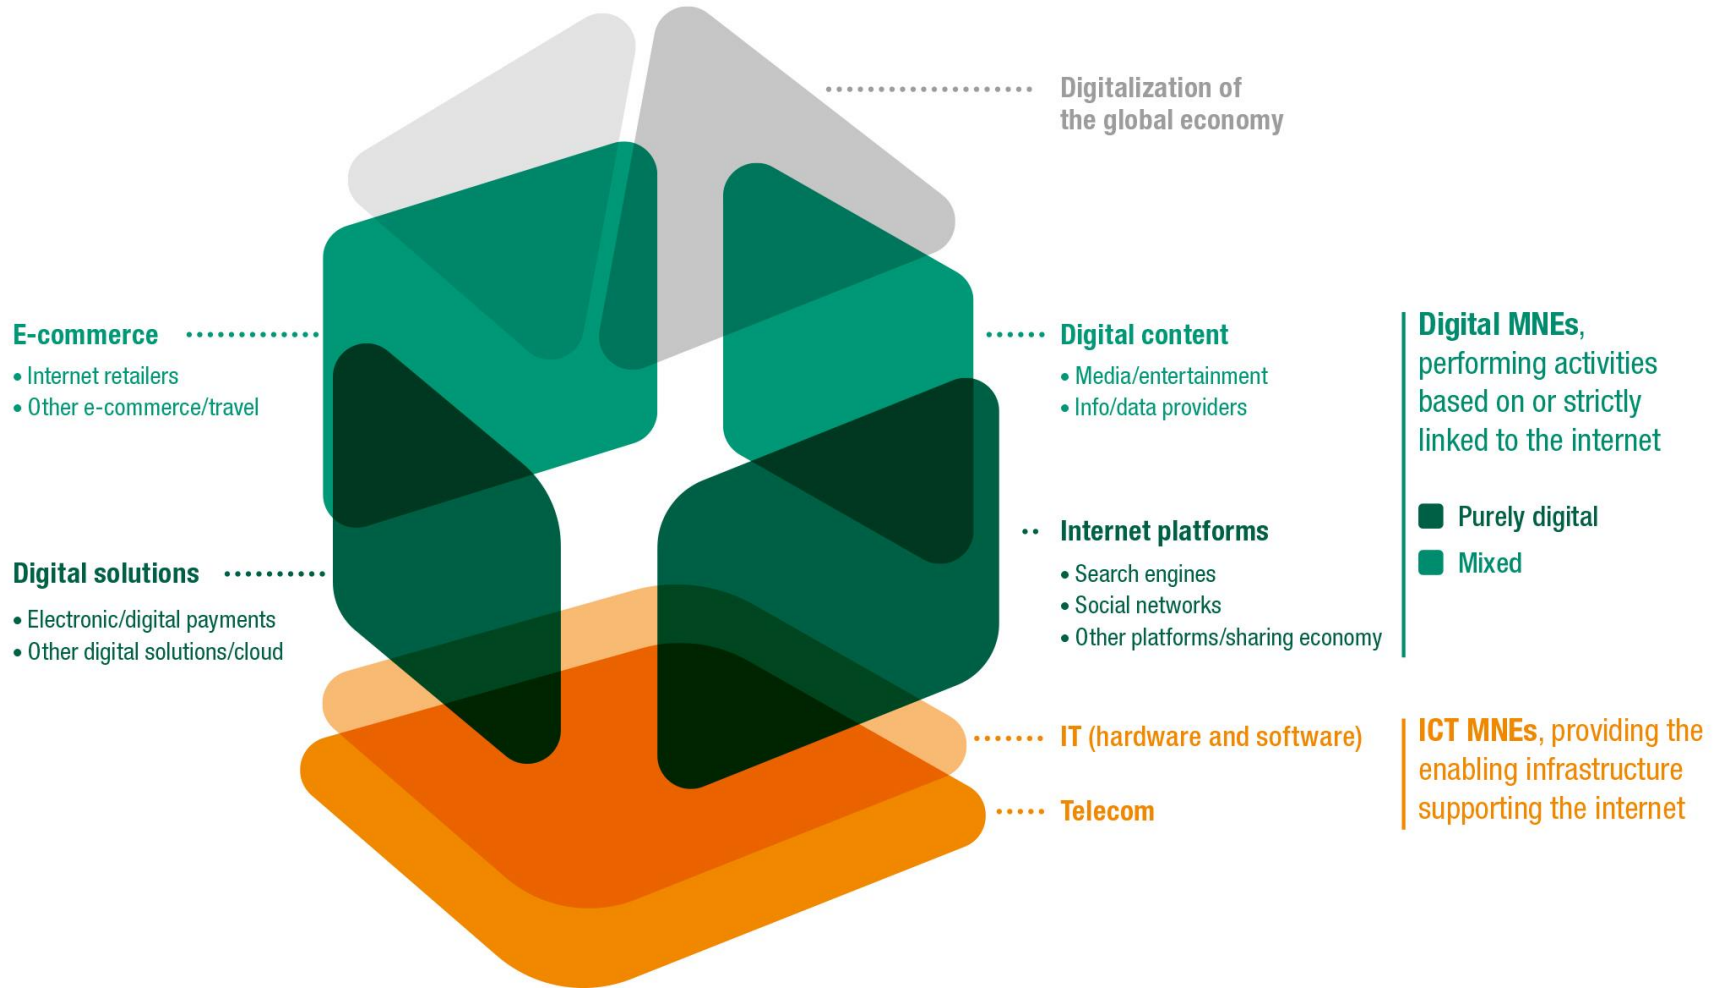 Digitalization of
the global economy
E-commerce
• Internet retailers
• Other e-commerce/travel
Digital content
• Media/entertainment
• Info/data providers
Digital MNEs,
performing activities
based on or strictly
linked to the internet
Purely digital
Mixed
Digital solutions
• Electronic/digital payments
• Other digital solutions/cloud
Internet platforms
• Search engines
• Social networks
• Other platforms/sharing economy
IT (hardware and software)
Telecom
ICT MNEs, providing the
enabling infrastructure
supporting the internet